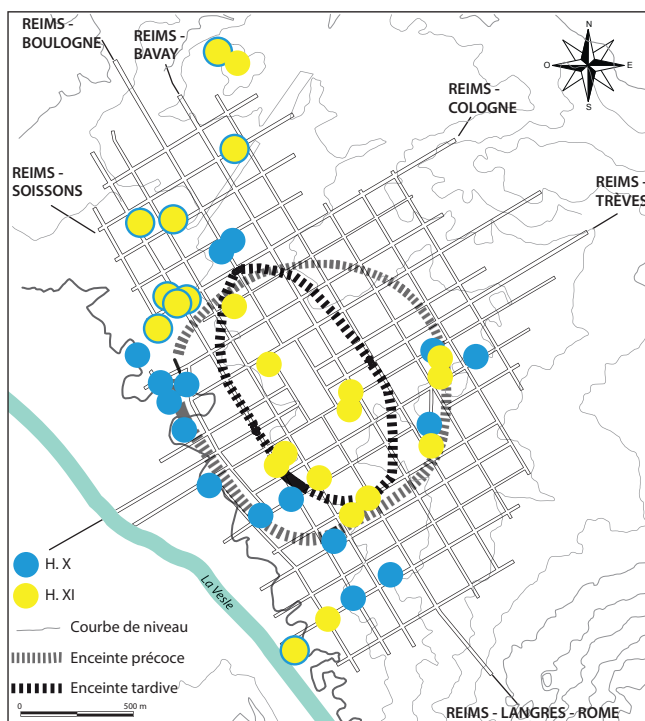 REIMS -
BOULOGNE
REIMS -
BAVAY
N
O
E
S
REIMS -
COLOGNE
REIMS -
SOISSONS
REIMS -
TRÈVES
La Vesle
H. X
H. XI
Courbe de niveau
Enceinte précoce
Enceinte tardive
0
500 m
REIMS - LANGRES - ROME